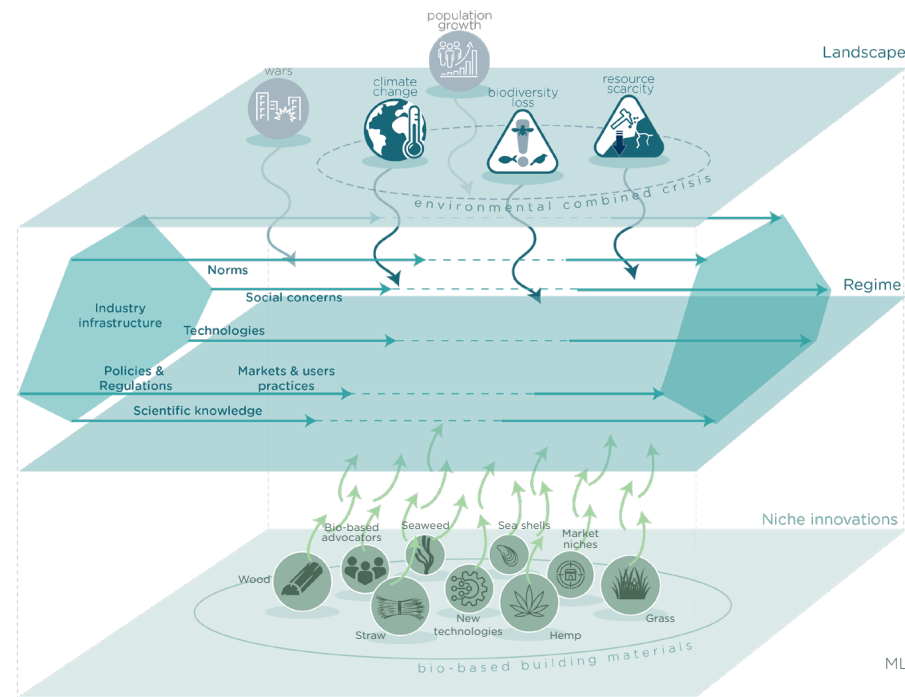 population
growth
Landscape
wars
climate
change
biodiversity
loss
resource
scarcity
environmental combined crisis
Norms
Social concerns
Regime
Industry
infrastructure
Technologies
Policies &
Regulations
Markets & users
practices
Scientific knowledge
Niche innovations
Bio-based
advocators
Seaweed
Sea shells
Market
niches
Wood
Straw
New
technologies
Hemp
Grass
bio-based building materials
ML